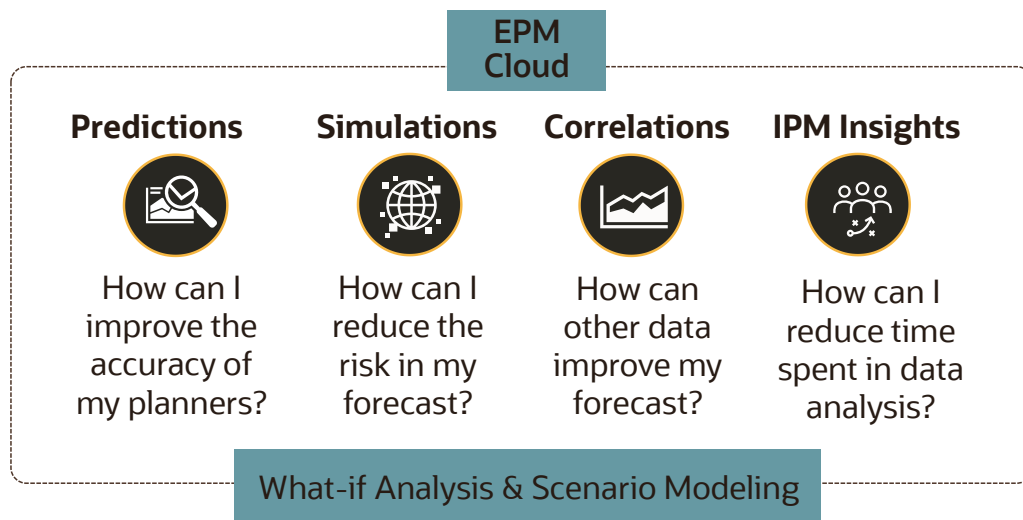 EPM
Cloud
Predictions
How can I
improve the
accuracy of
my planners?
Simulations
How can I
reduce the
risk in my
forecast?
Correlations
How can
other data
improve my
forecast?
IPM Insights
How can I
reduce time
spent in data
analysis?
What-if Analysis & Scenario Modeling